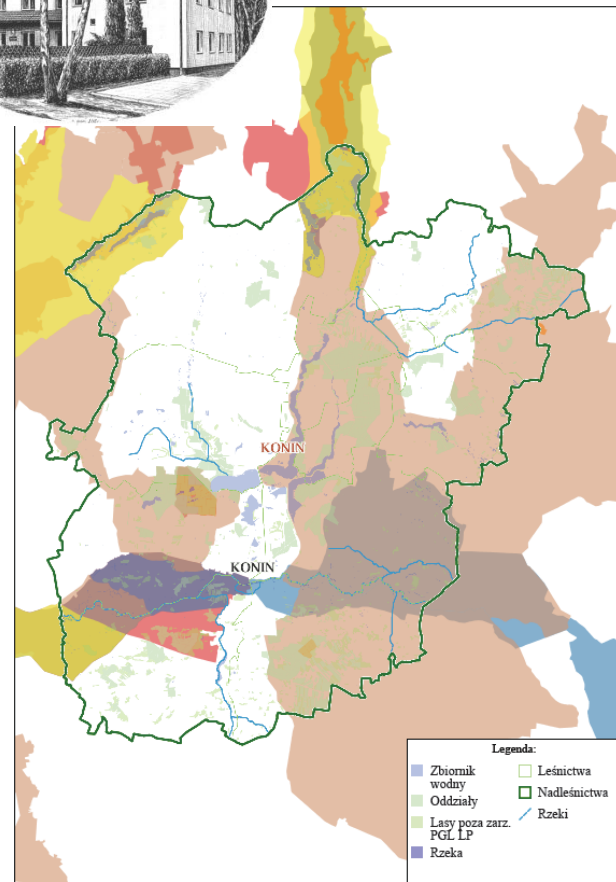 KONIN
KONIN
Legenda:
Zbiornik
wodny
Oddziały
Lasy poza zarz.
PGL LP
Rzeka
Leśnictwa
Nadleśnictwa
Rzeki